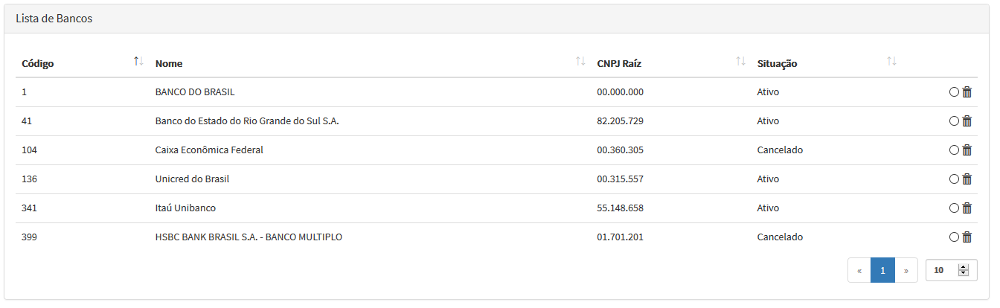 Lista de Bancos
Código Nome CNPJ Raíz Situação
1 BANCO DO BRASIL 00.000.000 Ativo
41 Banco do Estado do Rio Grande do Sul S.A. 82.205.729 Ativo
104 Caixa Econômica Federal 00.360.305 Cancelado
136 Unicred do Brasil 00.315.557 Ativo
341 Itaú Unibanco 55.148.658 Ativo
399 HSBC BANK BRASIL S.A. - BANCO MULTIPLO 01.701.201 Cancelado
« 1 » 10